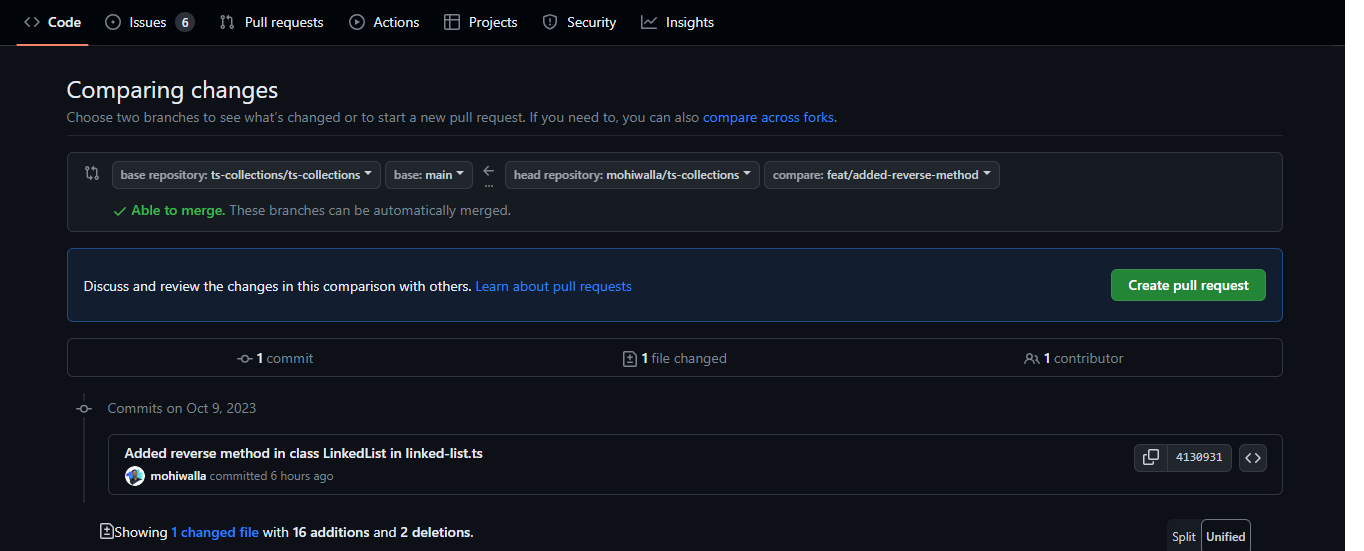 Code Issues 6 Pull requests Actions Projects Security Insights
Comparing changes
Choose two branches to see what's changed or to start a new pull request. If you need to, you can also compare across forks.
base repository: ts-collections/ts-collections base: main ... head repository: mohiwalla/ts-collections compare: feat/added-reverse-method
Able to merge. These branches can be automatically merged.
Discuss and review the changes in this comparison with others. Learn about pull requests Create pull request
1 commit 1 file changed 1 contributor
Commits on Oct 9, 2023
Added reverse method in class LinkedList in linked-list.ts
4130931
mohiwalla committed 6 hours ago
Showing 1 changed file with 16 additions and 2 deletions.
Split Unified